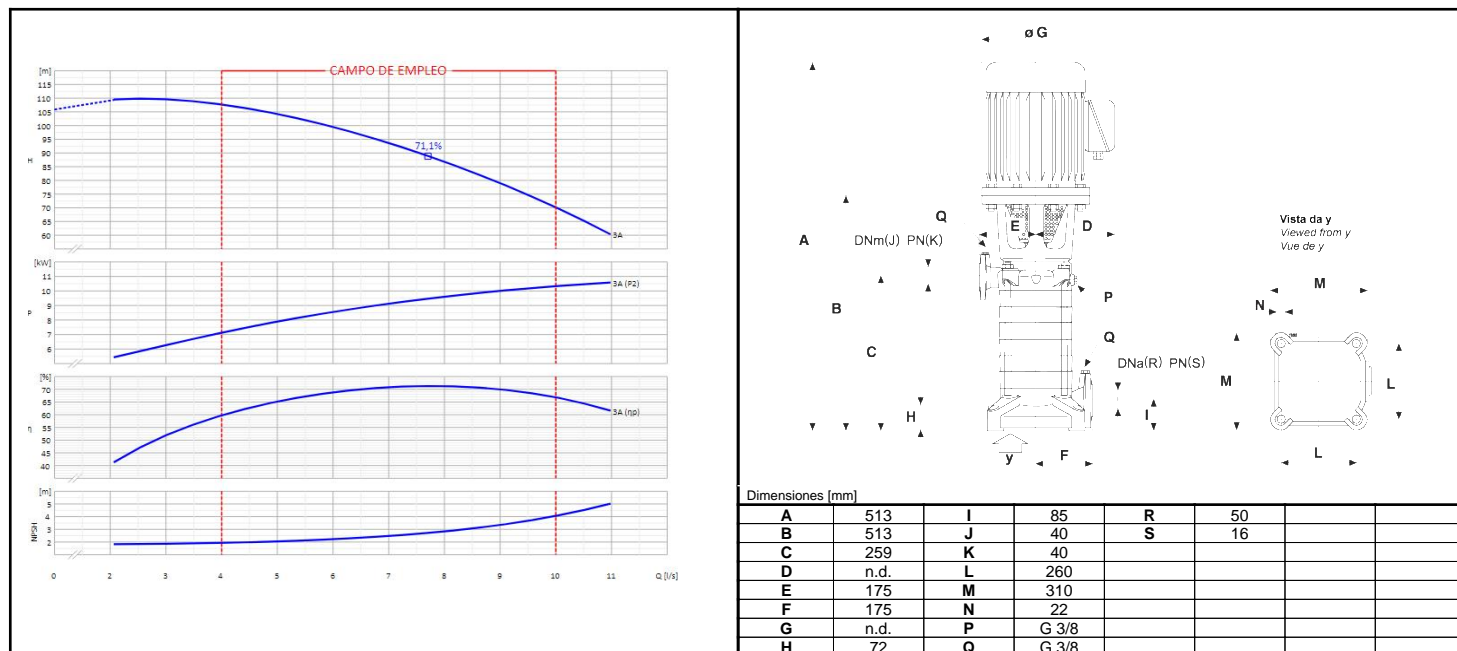 [m]
CAMPO DE EMPLEO
115
110
105
100
95
90
85
80
75
70
65
60
H
71,1%
3A
[kW]
11
10
9
8
7
6
P
3A (P2)
[%]
70
65
60
55
50
45
40
η
3A (ηp)
[m]
5
4
3
2
NPSH
0 2 3 4 5 6 7 8 9 10 11 Q [l/s]
ø G
A
B
C
Q
DNm(J) PN(K)
E
D
P
Q
DNa(R) PN(S)
H
I
y
F
Vista da y
Viewed from y
Vue de y
M
N
M
L
L
Dimensiones [mm]
A 513 I 85 R 50
B 513 J 40 S 16
C 259 K 40
D n.d. L 260
E 175 M 310
F 175 N 22
G n.d. P G 3/8
H 72 Q G 3/8